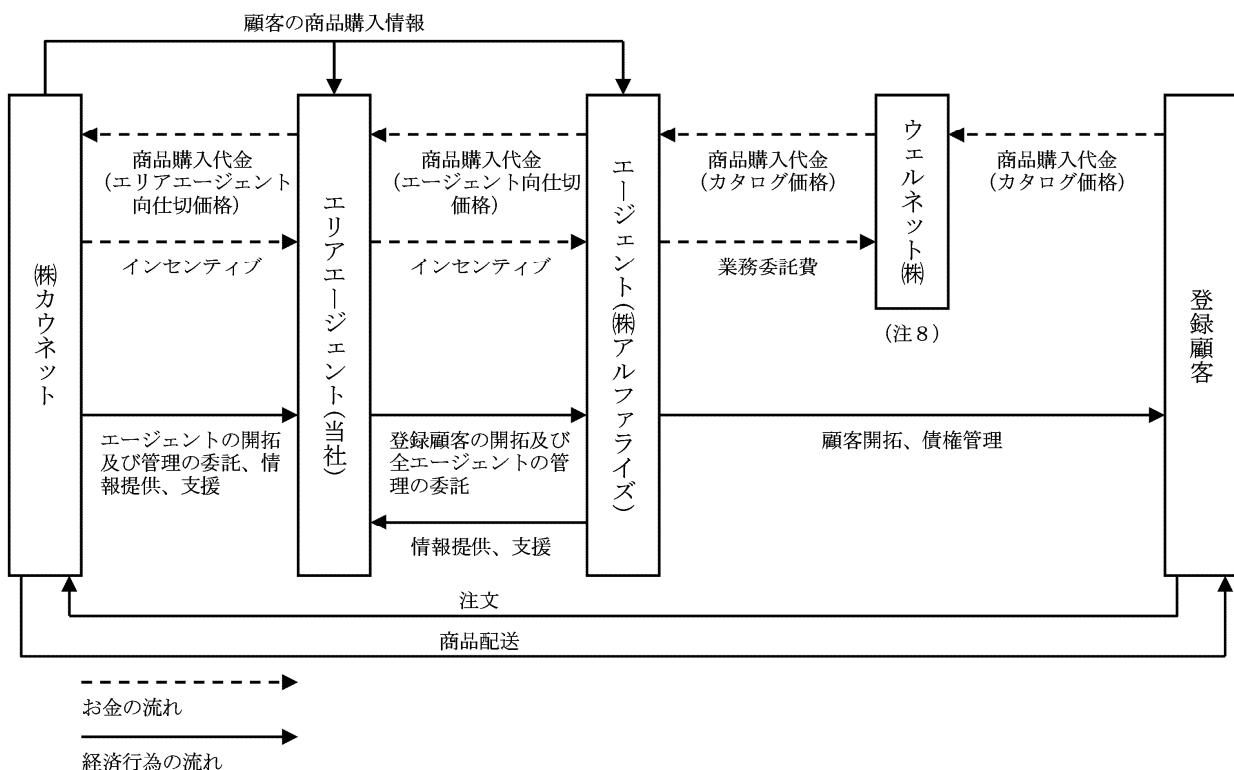 顧客の商品購入情報
㈱カウネット
商品購入代金
(エリアエージェント
向仕切価格)
インセンティブ
エージェントの開拓
及び管理の委託、情
報提供、支援
エリアエージェント(当社)
商品購入代金
(エージェント向仕切
価格)
インセンティブ
登録顧客の開拓及び
全エージェントの管
理の委託
情報提供、支援
エージェント(㈱アルファライズ)
商品購入代金
(カタログ価格)
業務委託費
ウェルネット㈱
(注8)
商品購入代金
(カタログ価格)
顧客開拓、債権管理
登録顧客
注文
商品配送
お金の流れ
経済行為の流れ